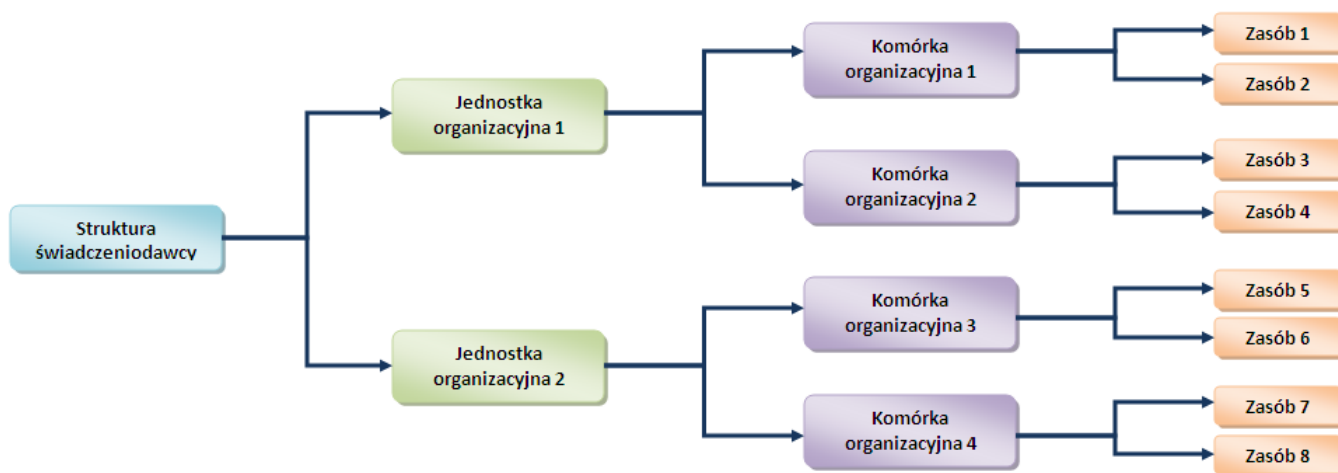 Struktura
świadczeniodawcy
Jednostka
organizacyjna 1
Jednostka
organizacyjna 2
Komórka
organizacyjna 1
Komórka
organizacyjna 2
Komórka
organizacyjna 3
Komórka
organizacyjna 4
Zasób 1
Zasób 2
Zasób 3
Zasób 4
Zasób 5
Zasób 6
Zasób 7
Zasób 8